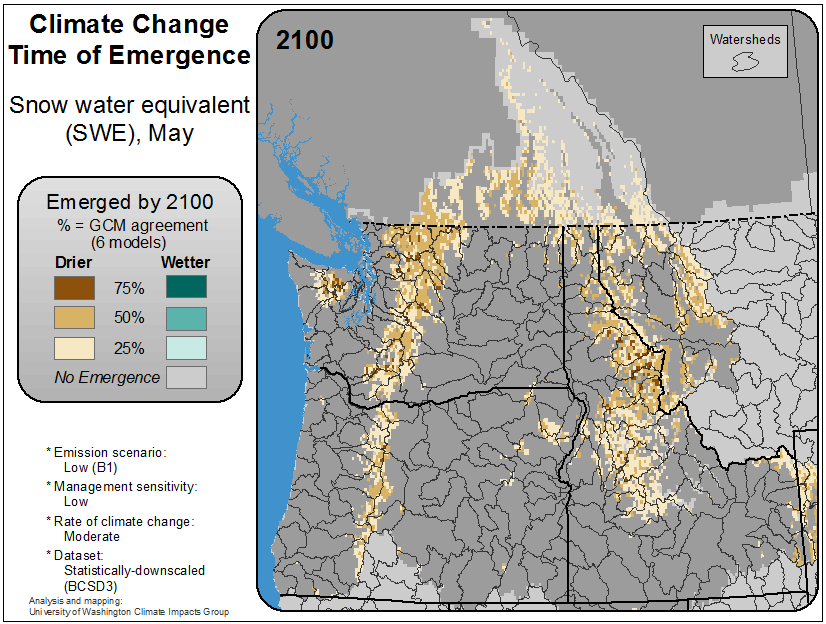 Climate Change
Time of Emergence
Snow water equivalent
(SWE), May
Emerged by 2100
% = GCM agreement
(6 models)
Drier Wetter
75%
50%
25%
No Emergence
* Emission scenario:
Low (B1)
* Management sensitivity:
Low
* Rate of climate change:
Moderate
* Dataset:
Statistically-downscaled
(BCSD3)
Analysis and mapping:
University of Washington Climate Impacts Group
2100
Watersheds